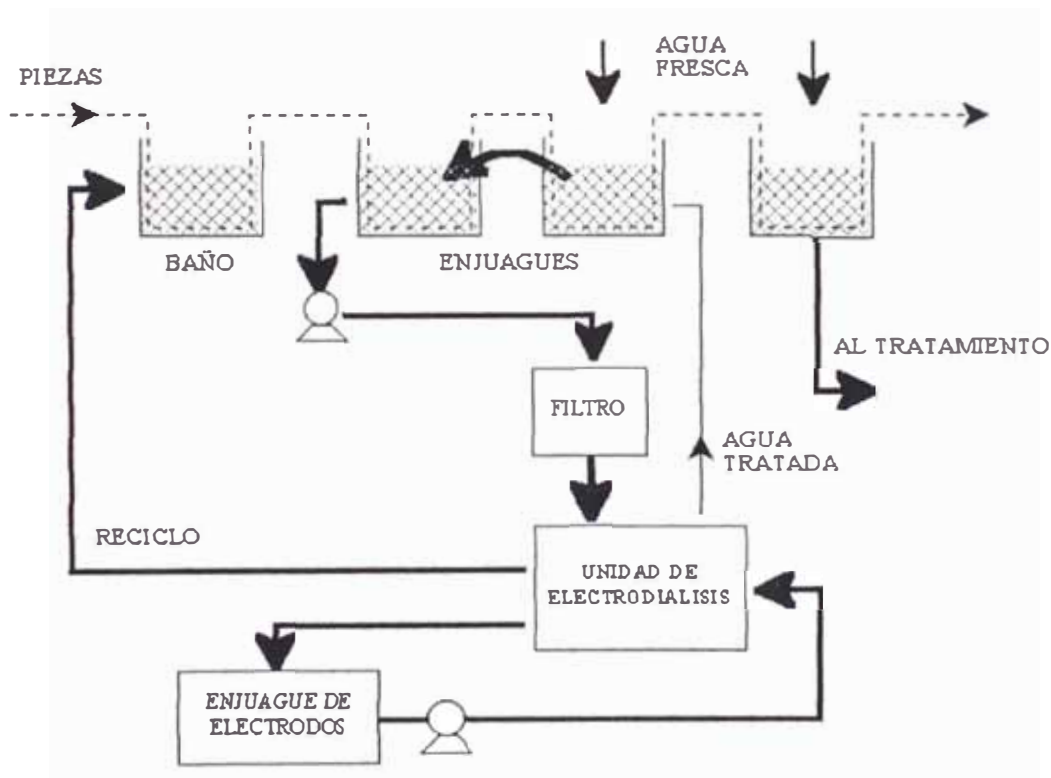 AGUA
FRESCA
PIEZAS
BAÑO
ENJUAGUES
AL TRATAMIENTO
FILTRO
AGUA
TRATADA
RECICLO
UNIDAD DE
ELECTRODIALISIS
ENJUAGUE DE
ELECTRODOS